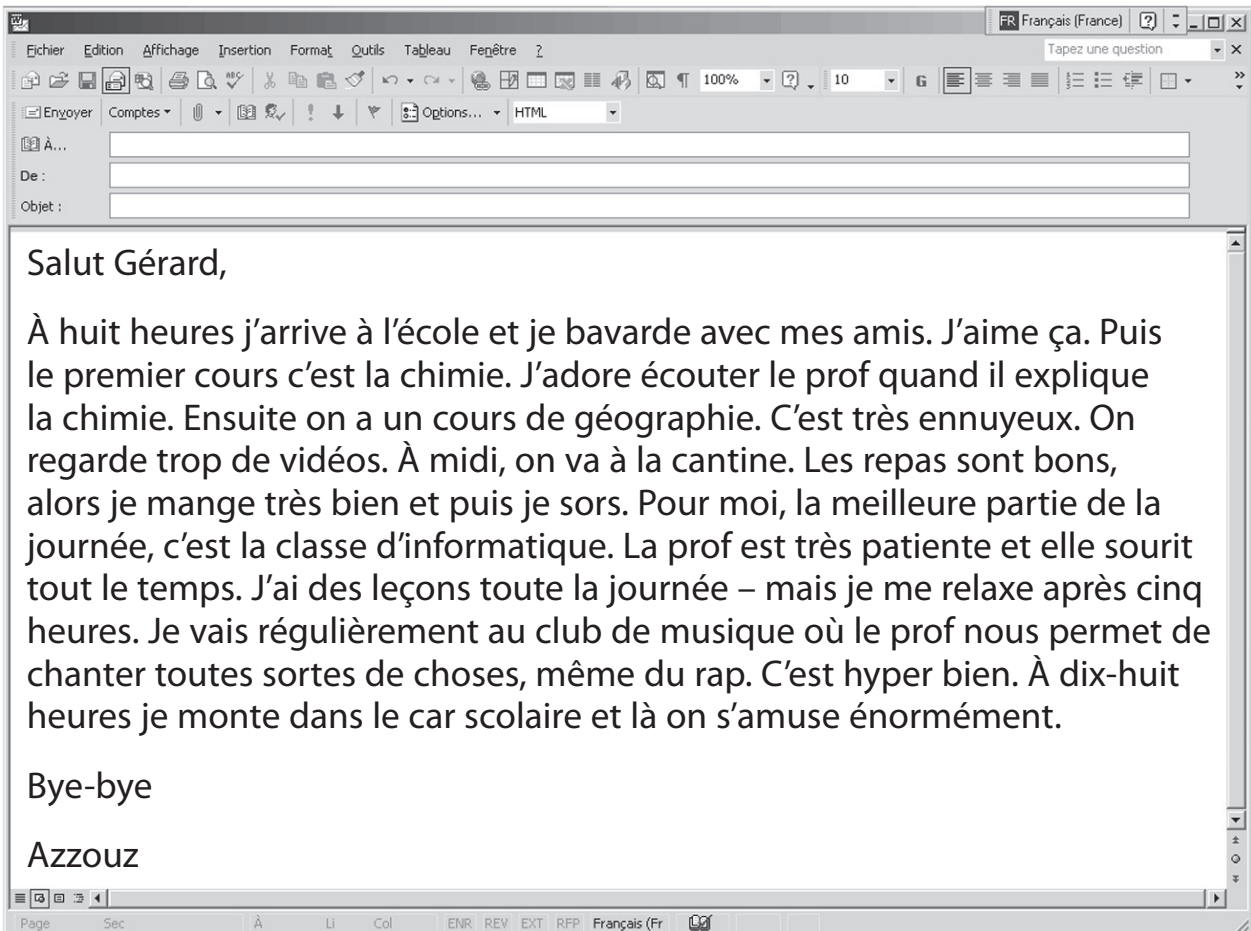 FR Français (France)
Fichier Edition Affichage Insertion Format Outils Tableau Fenêtre ?
Tapez une question
100% 10 G
Envoyer Comptes Options... HTML
À...
De :
Objet :
Salut Gérard,
À huit heures j’arrive à l’école et je bavarde avec mes amis. J’aime ça. Puis
le premier cours c’est la chimie. J’adore écouter le prof quand il explique
la chimie. Ensuite on a un cours de géographie. C’est très ennuyeux. On
regarde trop de vidéos. À midi, on va à la cantine. Les repas sont bons,
alors je mange très bien et puis je sors. Pour moi, la meilleure partie de la
journée, c’est la classe d’informatique. La prof est très patiente et elle sourit
tout le temps. J’ai des leçons toute la journée – mais je me relaxe après cinq
heures. Je vais régulièrement au club de musique où le prof nous permet de
chanter toutes sortes de choses, même du rap. C’est hyper bien. À dix-huit
heures je monte dans le car scolaire et là on s’amuse énormément.
Bye-bye
Azzouz
Page Sec À Li Col ENR REV EXT RFP Français (Fr